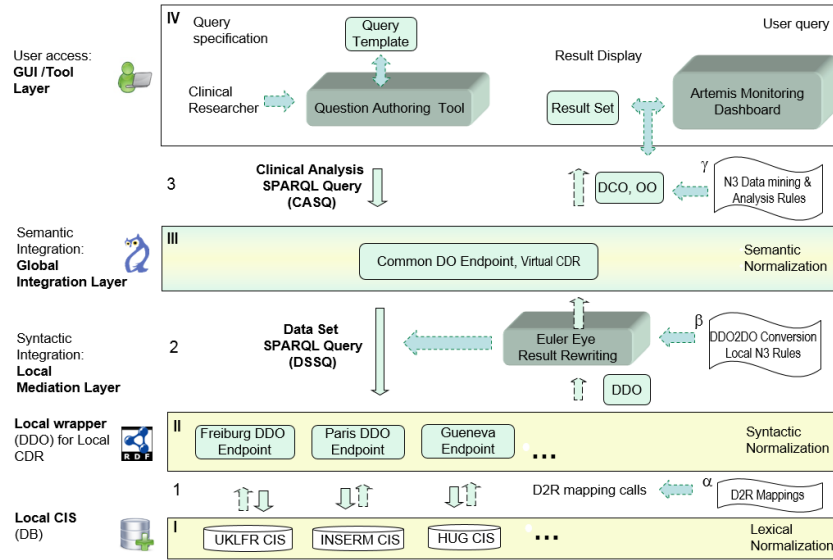 IV
Query
specification
Query
Template
User query
User access:
GUI /Tool
Layer
Result Display
Clinical
Researcher
Question Authoring Tool
Result Set
Artemis Monitoring
Dashboard
3
Clinical Analysis
SPARQL Query
(CASQ)
DCO, OO
γ
N3 Data mining &
Analysis Rules
Semantic
Integration:
Global
Integration Layer
III
Common DO Endpoint, Virtual CDR
Semantic
Normalization
Syntactic
Integration:
Local
Mediation Layer
2
Data Set
SPARQL Query
(DSSQ)
Euler Eye
Result Rewriting
β
DDO2DO Conversion
Local N3 Rules
DDO
Local wrapper
(DDO) for Local
CDR
RDF
II
Freiburg DDO
Endpoint
Paris DDO
Endpoint
Gueneva
Endpoint
...
Syntactic
Normalization
1
D2R mapping calls
α
D2R Mappings
Local CIS
(DB)
I
UKLFR CIS
INSERM CIS
HUG CIS
...
Lexical
Normalization